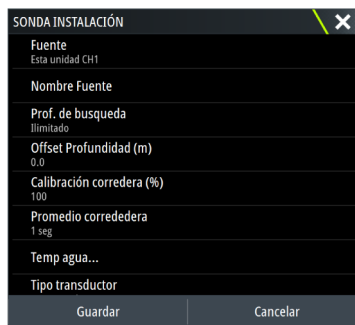 SONDA INSTALACIÓN
Fuente
Esta unidad CH1
Nombre Fuente
Prof. de busqueda
Ilimitado
Offset Profundidad (m)
0.0
Calibración corredera (%)
100
Promedio corrededera
1 seg
Temp agua...
Tipo transductor
Guardar
Cancelar